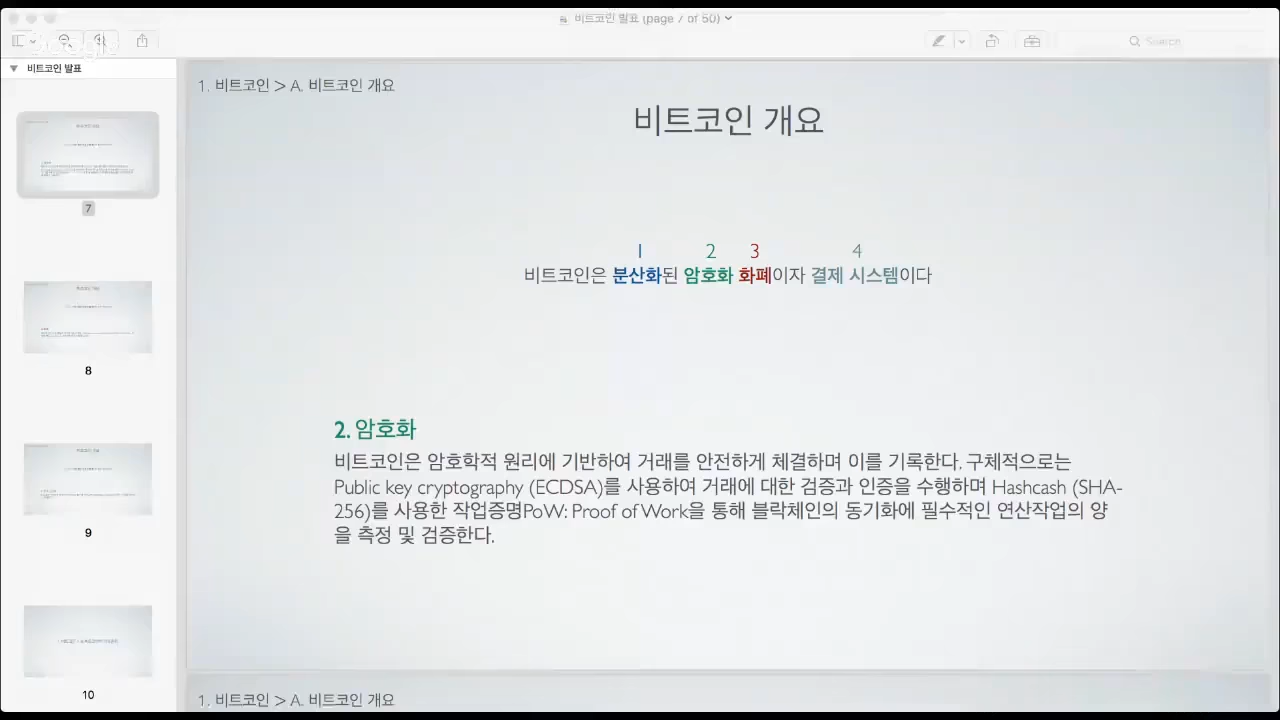 비트코인 발표 (page 7 of 50)
Search
비트코인 발표
7
8
9
10
1. 비트코인 > A. 비트코인 개요
비트코인 개요
1 2 3 4
비트코인은 분산화된 암호화 화폐이자 결제 시스템이다
2. 암호화
비트코인은 암호학적 원리에 기반하여 거래를 안전하게 체결하며 이를 기록한다. 구체적으로는
Public key cryptography (ECDSA)를 사용하여 거래에 대한 검증과 인증을 수행하며 Hashcash (SHA-
256)를 사용한 작업증명PoW: Proof of Work을 통해 블락체인의 동기화에 필수적인 연산작업의 양
을 측정 및 검증한다.
1. 비트코인 > A. 비트코인 개요